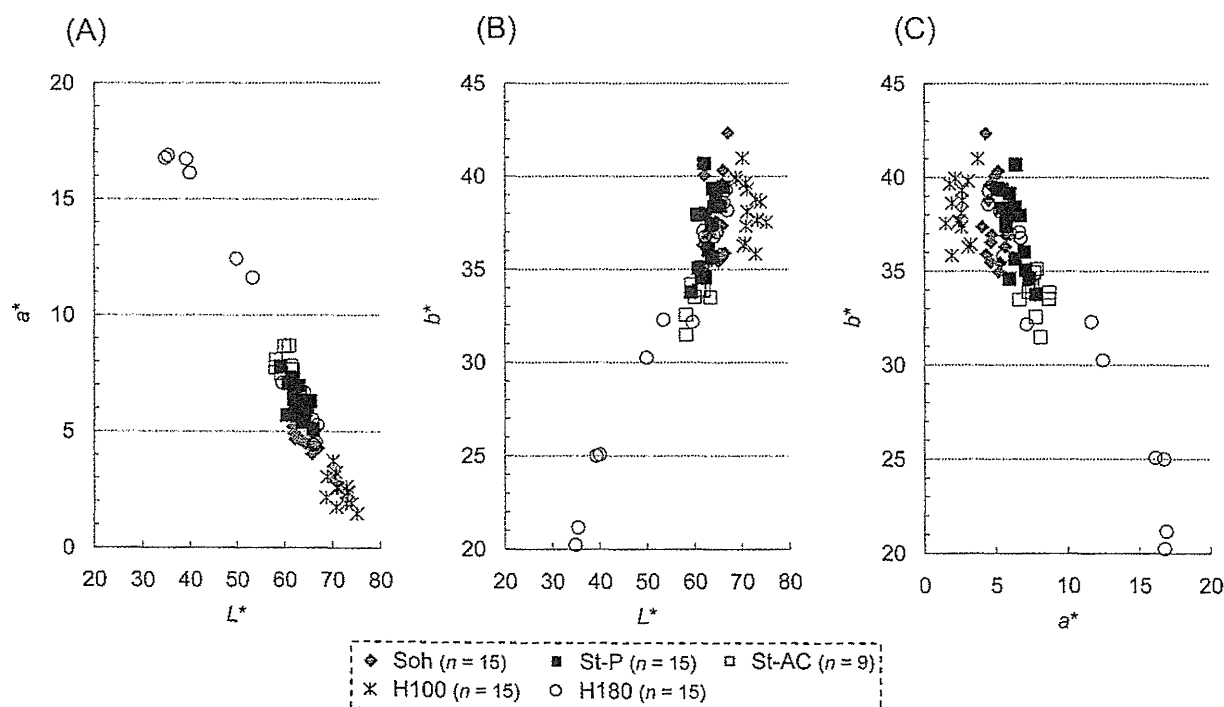 (A)
20
15
10
5
0
a*
20 30 40 50 60 70 80
L*
(B)
45
40
35
30
25
20
b*
20 30 40 50 60 70 80
L*
(C)
45
40
35
30
25
20
b*
0 5 10 15 20
a*
Soh (n = 15) St-P (n = 15) St-AC (n = 9)
H100 (n = 15) H180 (n = 15)